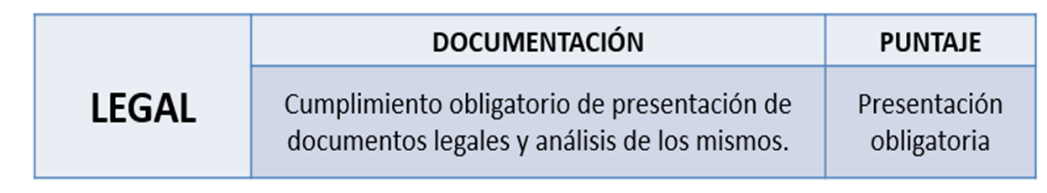 DOCUMENTACIÓN
PUNTAJE
LEGAL
Cumplimiento obligatorio de presentación de
documentos legales y análisis de los mismos.
Presentación
obligatoria